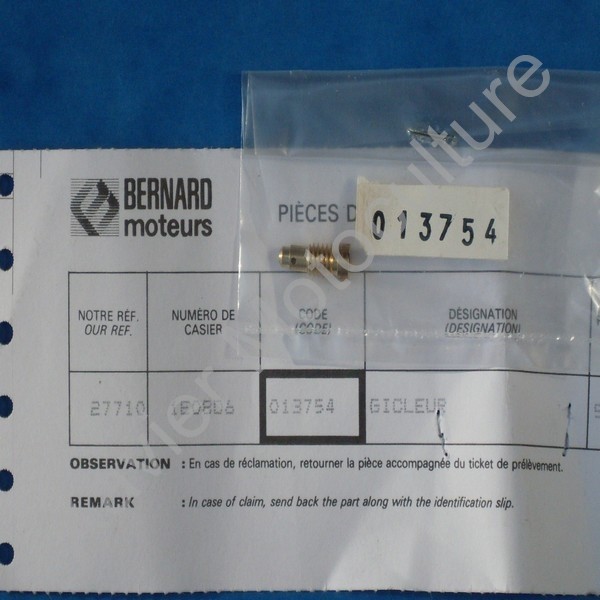 BERNARD
moteurs
PIÈCES D
013754
NOTRE RÉF.
OUR REF.
NUMÉRO DE
CASIER
CODE
(CODE)
DÉSIGNATION
(DESIGNATION)
27710 1E08D6 013754 GICLEUR
OBSERVATION : En cas de réclamation, retourner la pièce accompagnée du ticket de prélèvement.
REMARK : In case of claim, send back the part along with the identification slip.
Motoculture